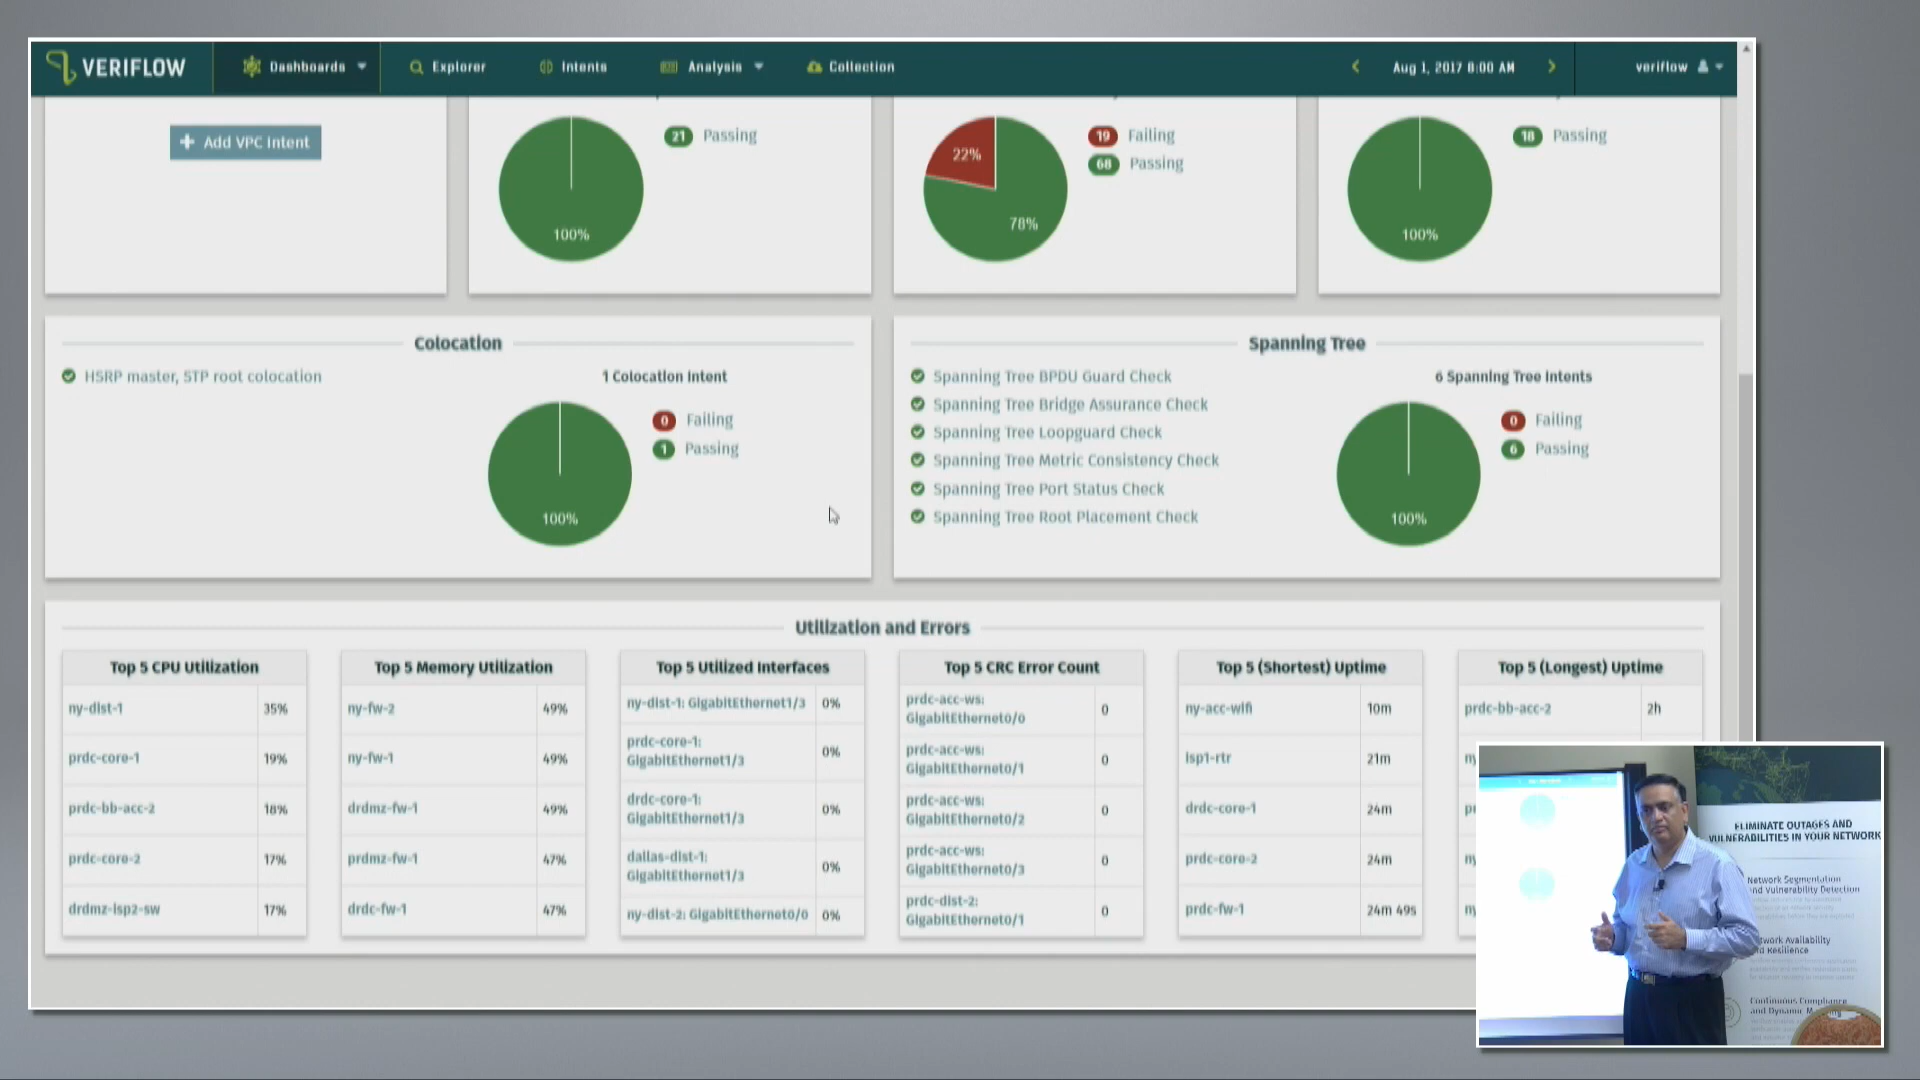 VERIFLOW
Dashboards
Explorer
Intents
Analysis
Collection
Aug 1, 2017 8:00 AM
veriflow
Add VPC Intent
21 Passing
100%
19 Failing
68 Passing
22%
78%
18 Passing
100%
Colocation
HSRP master, STP root colocation
1 Colocation Intent
0 Failing
1 Passing
100%
Spanning Tree
Spanning Tree BPDU Guard Check
Spanning Tree Bridge Assurance Check
Spanning Tree Loopguard Check
Spanning Tree Metric Consistency Check
Spanning Tree Port Status Check
Spanning Tree Root Placement Check
6 Spanning Tree Intents
0 Failing
6 Passing
100%
Utilization and Errors
Top 5 CPU Utilization
ny-dist-1 35%
prdc-core-1 19%
prdc-bb-acc-2 18%
prdc-core-2 17%
drdmz-isp2-sw 17%
Top 5 Memory Utilization
ny-fw-2 49%
ny-fw-1 49%
drdmz-fw-1 49%
prdmz-fw-1 47%
drdc-fw-1 47%
Top 5 Utilized Interfaces
ny-dist-1: GigabitEthernet1/3 0%
prdc-core-1:
GigabitEthernet1/3 0%
drdc-core-1:
GigabitEthernet1/3 0%
dallas-dist-1:
GigabitEthernet1/3 0%
ny-dist-2: GigabitEthernet0/0 0%
Top 5 CRC Error Count
prdc-acc-ws:
GigabitEthernet0/0 0
prdc-acc-ws:
GigabitEthernet0/1 0
prdc-acc-ws:
GigabitEthernet0/2 0
prdc-acc-ws:
GigabitEthernet0/3 0
prdc-dist-2:
GigabitEthernet0/1 0
Top 5 (Shortest) Uptime
ny-acc-wifi 10m
isp1-rtr 21m
drdc-core-1 24m
prdc-core-2 24m
prdc-fw-1 24m 49s
Top 5 (Longest) Uptime
prdc-bb-acc-2 2h
ELIMINATE OUTAGES AND
VULNERABILITIES IN YOUR NETWORK
Network Segmentation
and Vulnerability Detection
Network Availability
and Resilience
Continuous Compliance
and Dynamic